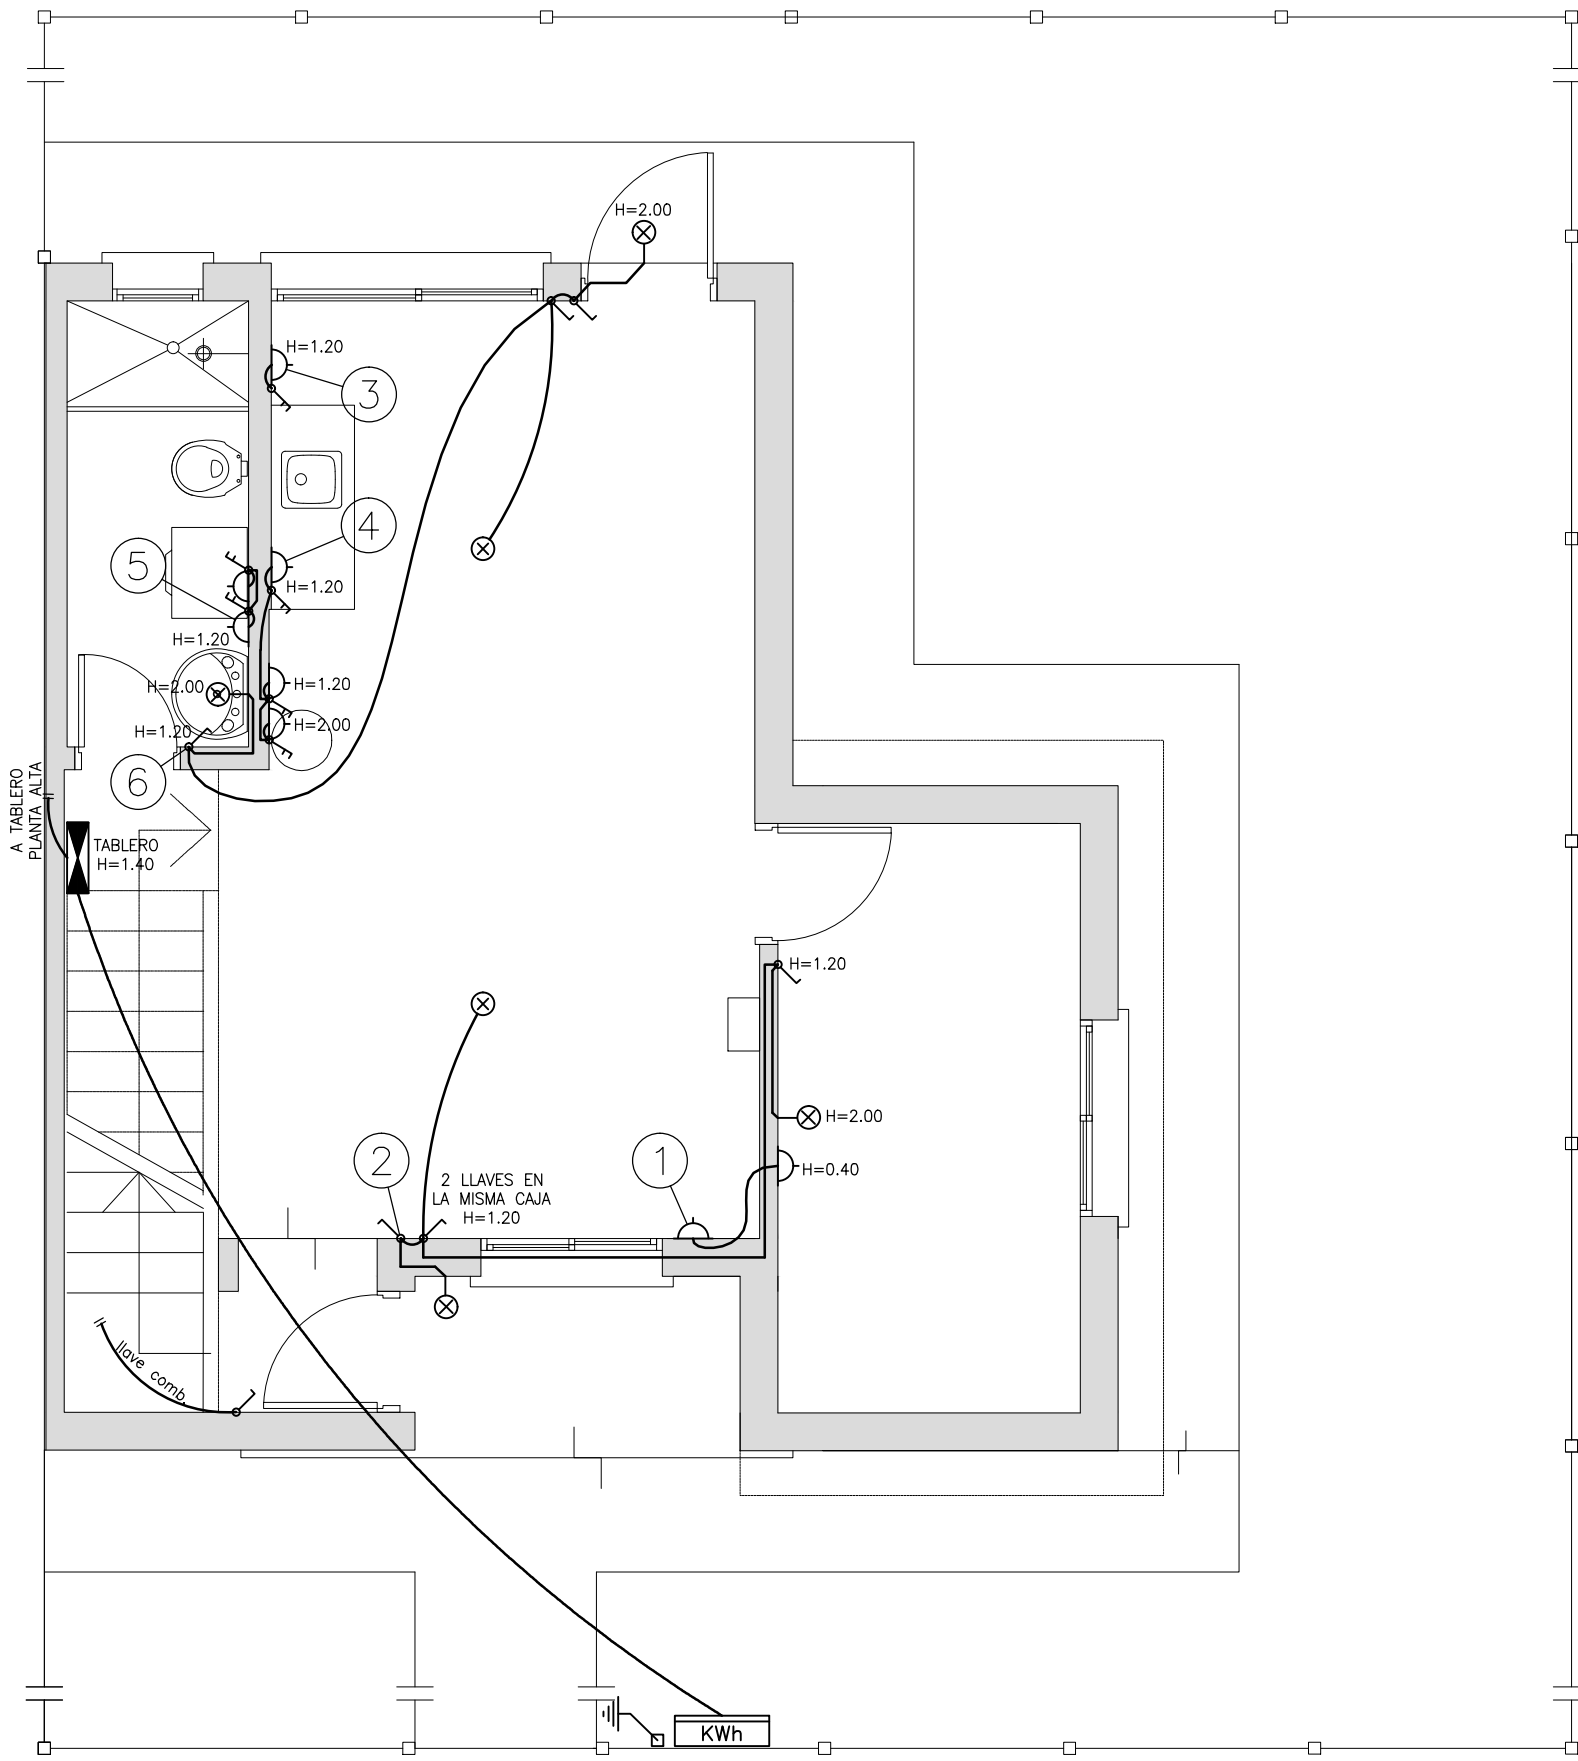 H=2.00
H=1.20
3
4
5
H=1.20
H=1.20
H=2.00
H=1.20
H=1.20
H=2.00
6
A TABLERO
PLANTA ALTA
TABLERO
H=1.40
H=1.20
H=2.00
2
1
2 LLAVES EN
LA MISMA CAJA
H=1.20
H=0.40
llave comb.
KWh